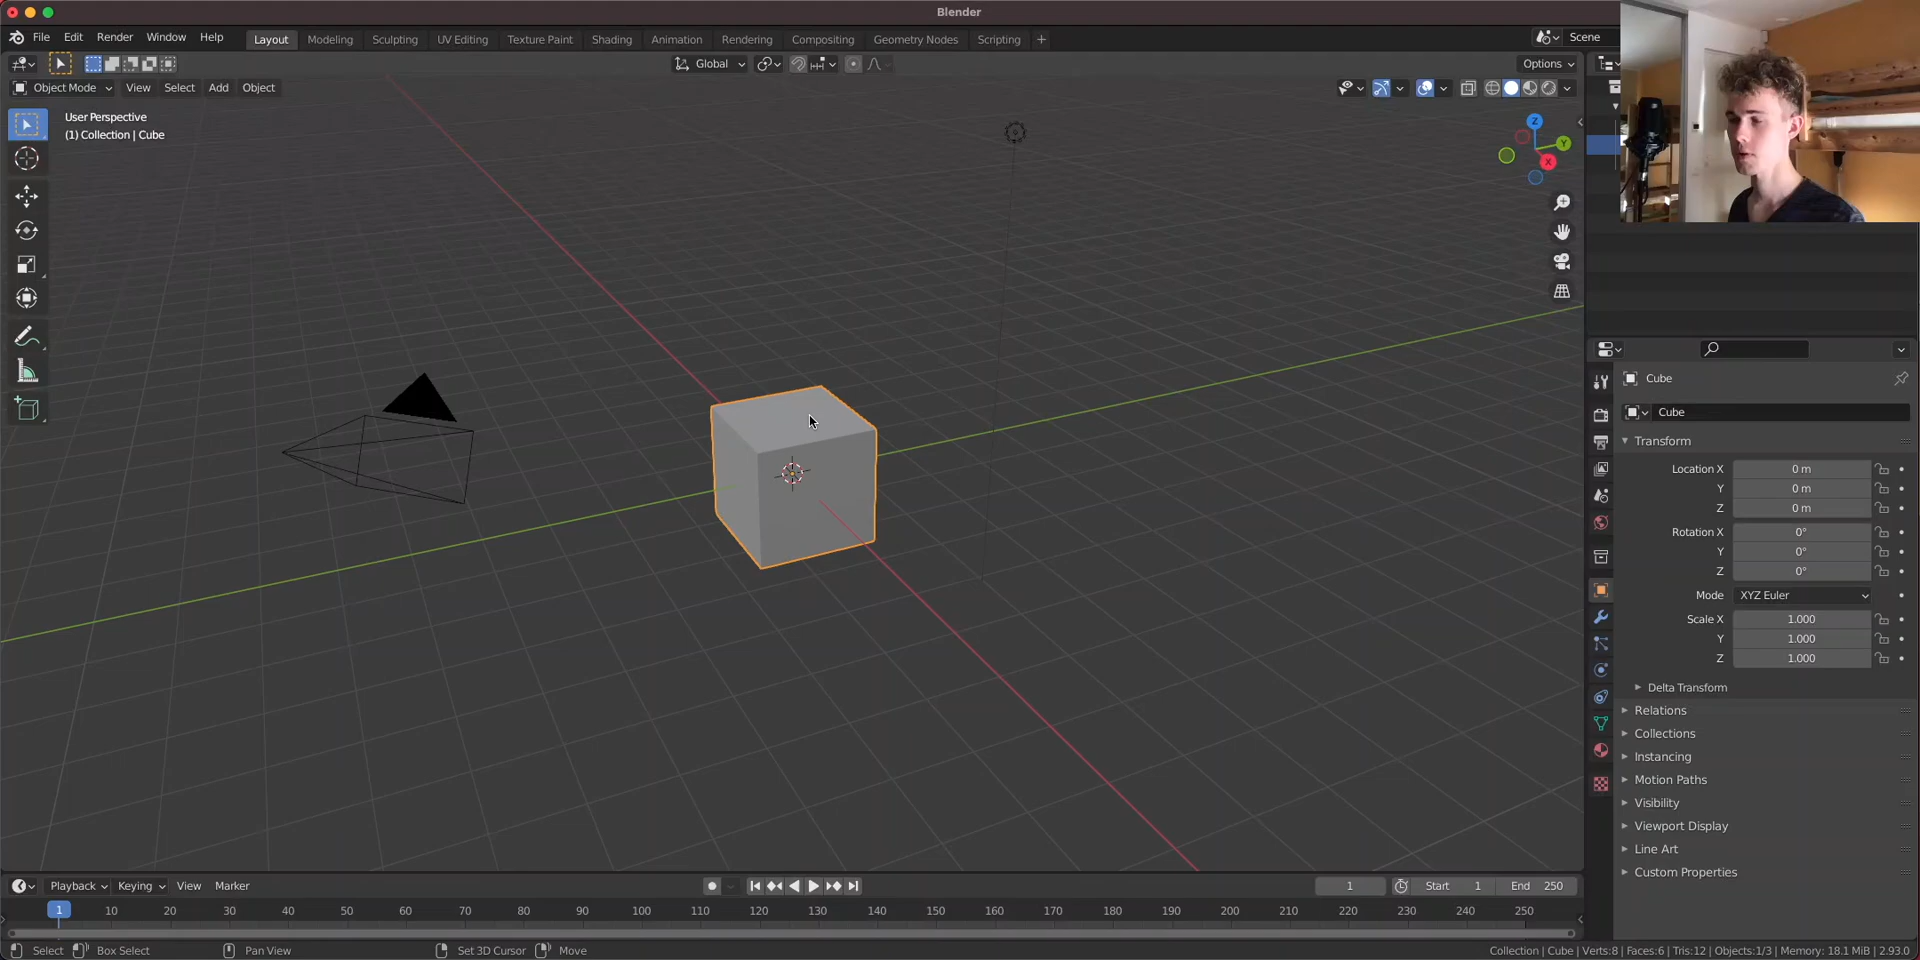 Blender
File Edit Render Window Help
Layout Modeling Sculpting UV Editing Texture Paint Shading Animation Rendering Compositing Geometry Nodes Scripting +
Scene
Global
Options
Object Mode View Select Add Object
User Perspective
(1) Collection | Cube
Z
Y
X
Cube
Cube
Transform
Location X 0 m
Y 0 m
Z 0 m
Rotation X 0°
Y 0°
Z 0°
Mode XYZ Euler
Scale X 1.000
Y 1.000
Z 1.000
Delta Transform
Relations
Collections
Instancing
Motion Paths
Visibility
Viewport Display
Line Art
Custom Properties
Playback Keying View Marker
1 Start 1 End 250
1 10 20 30 40 50 60 70 80 90 100 110 120 130 140 150 160 170 180 190 200 210 220 230 240 250
Select Box Select Pan View Set 3D Cursor Move
Collection | Cube | Verts:8 | Faces:6 | Tris:12 | Objects:1/3 | Memory: 18.1 MiB | 2.93.0